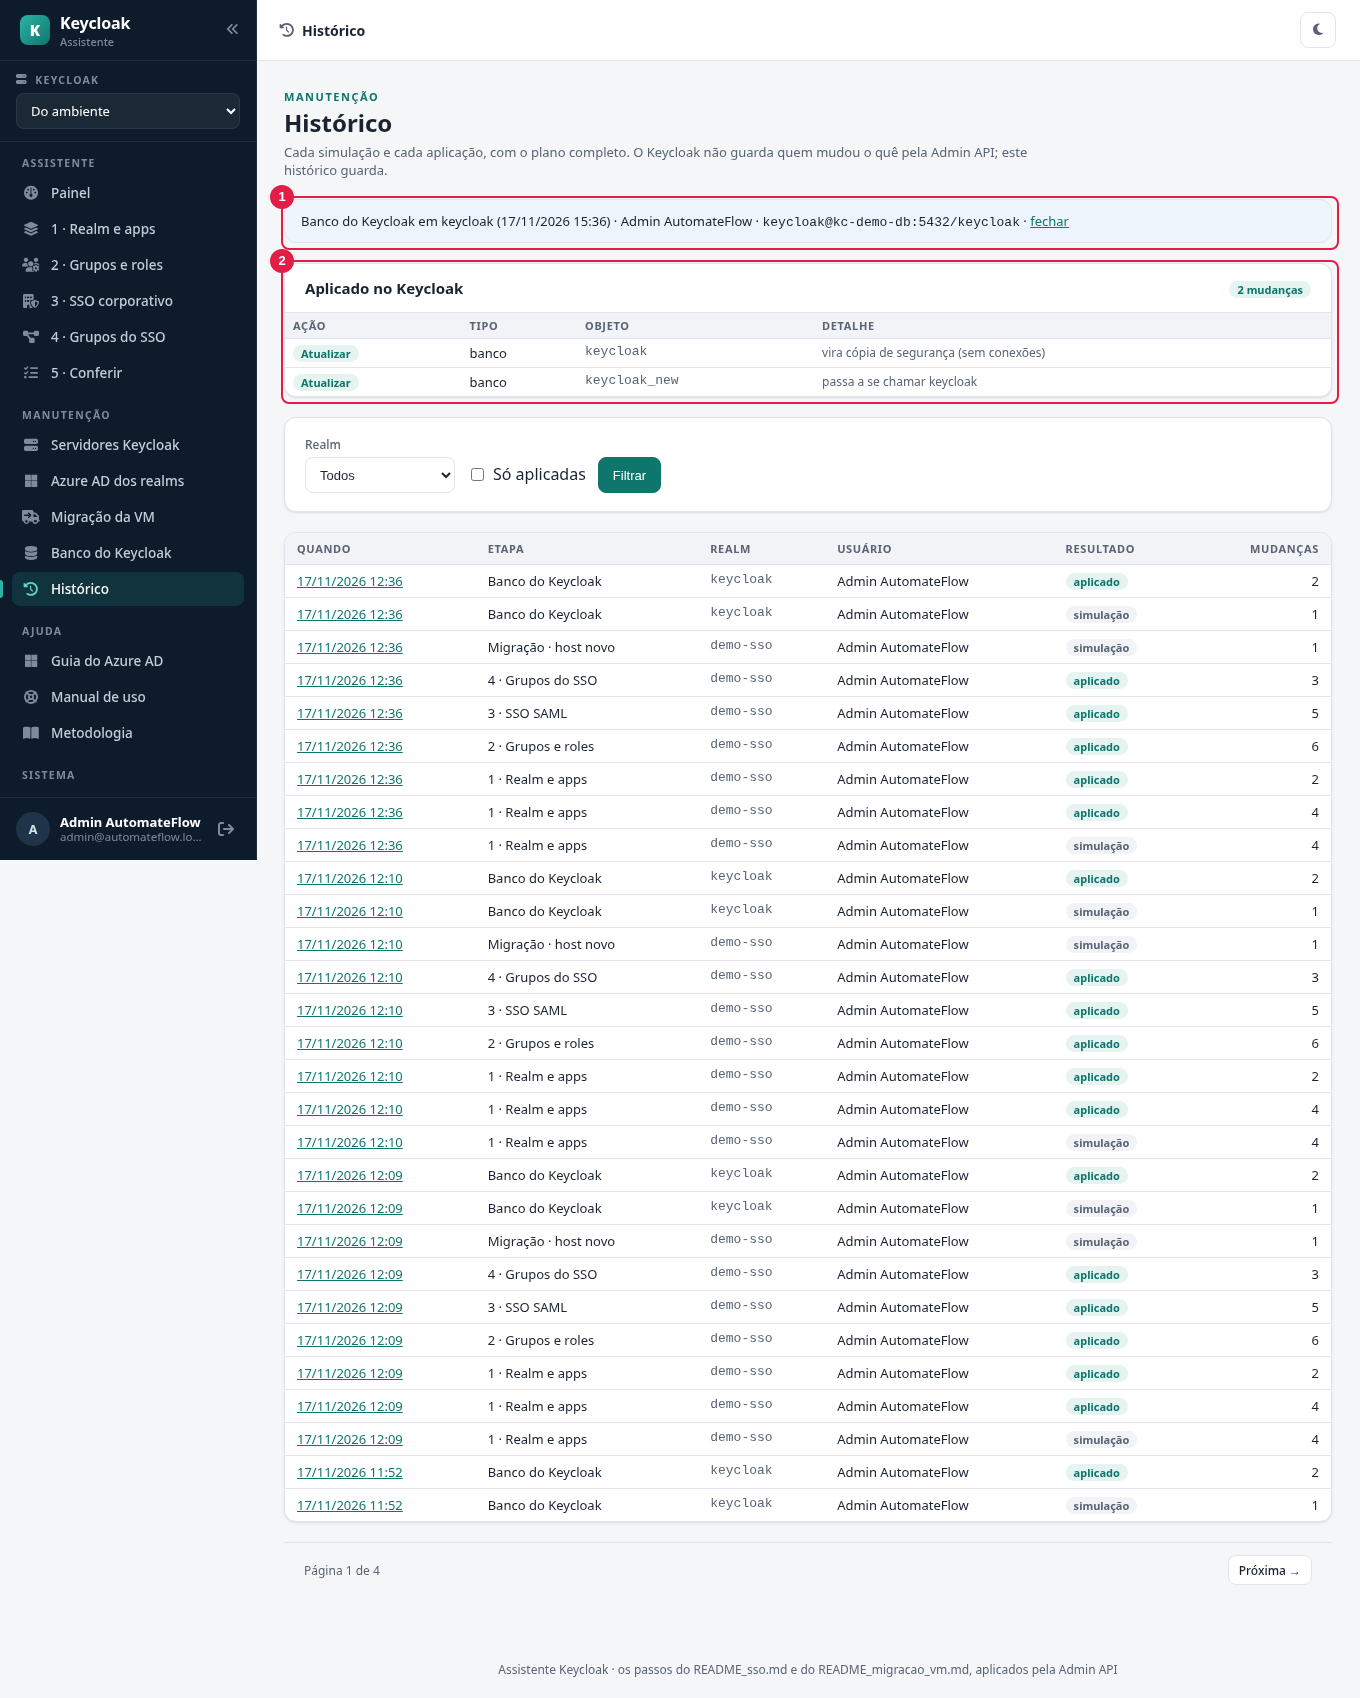 K
Keycloak
Assistente
KEYCLOAK
Do ambiente
ASSISTENTE
Painel
1 · Realm e apps
2 · Grupos e roles
3 · SSO corporativo
4 · Grupos do SSO
5 · Conferir
MANUTENÇÃO
Servidores Keycloak
Azure AD dos realms
Migração da VM
Banco do Keycloak
Histórico
AJUDA
Guia do Azure AD
Manual de uso
Metodologia
SISTEMA
A
Admin AutomateFlow
admin@automateflow.lo...
Histórico
MANUTENÇÃO
Histórico
Cada simulação e cada aplicação, com o plano completo. O Keycloak não guarda quem mudou o quê pela Admin API; este
histórico guarda.
1
Banco do Keycloak em keycloak (17/11/2026 15:36) · Admin AutomateFlow · keycloak@kc-demo-db:5432/keycloak · fechar
2
Aplicado no Keycloak 2 mudanças
AÇÃO TIPO OBJETO DETALHE
Atualizar banco keycloak vira cópia de segurança (sem conexões)
Atualizar banco keycloak_new passa a se chamar keycloak
Realm
Todos Só aplicadas Filtrar
QUANDO ETAPA REALM USUÁRIO RESULTADO MUDANÇAS
17/11/2026 12:36 Banco do Keycloak keycloak Admin AutomateFlow aplicado 2
17/11/2026 12:36 Banco do Keycloak keycloak Admin AutomateFlow simulação 1
17/11/2026 12:36 Migração · host novo demo-sso Admin AutomateFlow simulação 1
17/11/2026 12:36 4 · Grupos do SSO demo-sso Admin AutomateFlow aplicado 3
17/11/2026 12:36 3 · SSO SAML demo-sso Admin AutomateFlow aplicado 5
17/11/2026 12:36 2 · Grupos e roles demo-sso Admin AutomateFlow aplicado 6
17/11/2026 12:36 1 · Realm e apps demo-sso Admin AutomateFlow aplicado 2
17/11/2026 12:36 1 · Realm e apps demo-sso Admin AutomateFlow aplicado 4
17/11/2026 12:36 1 · Realm e apps demo-sso Admin AutomateFlow simulação 4
17/11/2026 12:10 Banco do Keycloak keycloak Admin AutomateFlow aplicado 2
17/11/2026 12:10 Banco do Keycloak keycloak Admin AutomateFlow simulação 1
17/11/2026 12:10 Migração · host novo demo-sso Admin AutomateFlow simulação 1
17/11/2026 12:10 4 · Grupos do SSO demo-sso Admin AutomateFlow aplicado 3
17/11/2026 12:10 3 · SSO SAML demo-sso Admin AutomateFlow aplicado 5
17/11/2026 12:10 2 · Grupos e roles demo-sso Admin AutomateFlow aplicado 6
17/11/2026 12:10 1 · Realm e apps demo-sso Admin AutomateFlow aplicado 2
17/11/2026 12:10 1 · Realm e apps demo-sso Admin AutomateFlow aplicado 4
17/11/2026 12:10 1 · Realm e apps demo-sso Admin AutomateFlow simulação 4
17/11/2026 12:09 Banco do Keycloak keycloak Admin AutomateFlow aplicado 2
17/11/2026 12:09 Banco do Keycloak keycloak Admin AutomateFlow simulação 1
17/11/2026 12:09 Migração · host novo demo-sso Admin AutomateFlow simulação 1
17/11/2026 12:09 4 · Grupos do SSO demo-sso Admin AutomateFlow aplicado 3
17/11/2026 12:09 3 · SSO SAML demo-sso Admin AutomateFlow aplicado 5
17/11/2026 12:09 2 · Grupos e roles demo-sso Admin AutomateFlow aplicado 6
17/11/2026 12:09 1 · Realm e apps demo-sso Admin AutomateFlow aplicado 2
17/11/2026 12:09 1 · Realm e apps demo-sso Admin AutomateFlow aplicado 4
17/11/2026 12:09 1 · Realm e apps demo-sso Admin AutomateFlow simulação 4
17/11/2026 11:52 Banco do Keycloak keycloak Admin AutomateFlow aplicado 2
17/11/2026 11:52 Banco do Keycloak keycloak Admin AutomateFlow simulação 1
Página 1 de 4 Próxima →
Assistente Keycloak · os passos do README_sso.md e do README_migracao_vm.md, aplicados pela Admin API